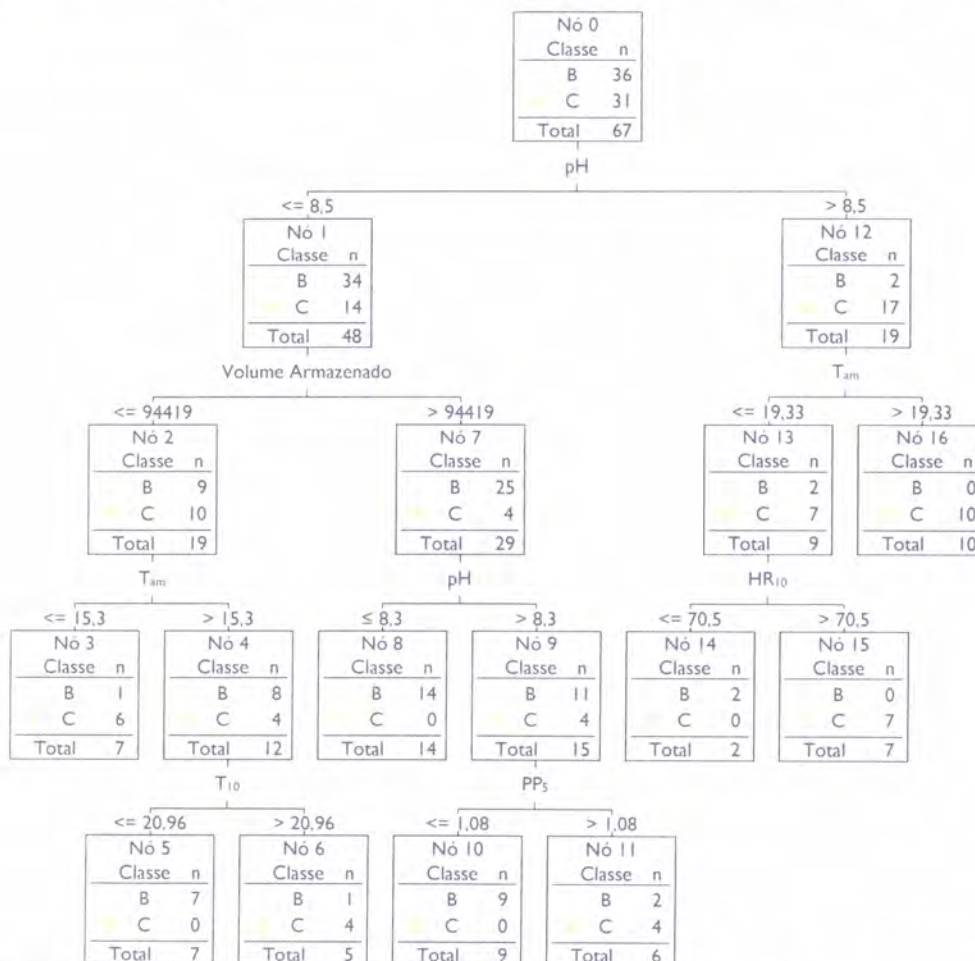 Nó 0
Classe n
B 36
C 31
Total 67
pH
<= 8,5
> 8,5
Nó 1
Classe n
B 34
C 14
Total 48
Nó 12
Classe n
B 2
C 17
Total 19
Volume Armazenado
Tam
<= 94419
> 94419
<= 19,33
> 19,33
Nó 2
Classe n
B 9
C 10
Total 19
Nó 7
Classe n
B 25
C 4
Total 29
Nó 13
Classe n
B 2
C 7
Total 9
Nó 16
Classe n
B 0
C 10
Total 10
Tam
pH
HR10
<= 15,3
> 15,3
≤ 8,3
> 8,3
<= 70,5
> 70,5
Nó 3
Classe n
B 1
C 6
Total 7
Nó 4
Classe n
B 8
C 4
Total 12
Nó 8
Classe n
B 14
C 0
Total 14
Nó 9
Classe n
B 11
C 4
Total 15
Nó 14
Classe n
B 2
C 0
Total 2
Nó 15
Classe n
B 0
C 7
Total 7
T10
PP5
<= 20,96
> 20,96
<= 1,08
> 1,08
Nó 5
Classe n
B 7
C 0
Total 7
Nó 6
Classe n
B 1
C 4
Total 5
Nó 10
Classe n
B 9
C 0
Total 9
Nó 11
Classe n
B 2
C 4
Total 6